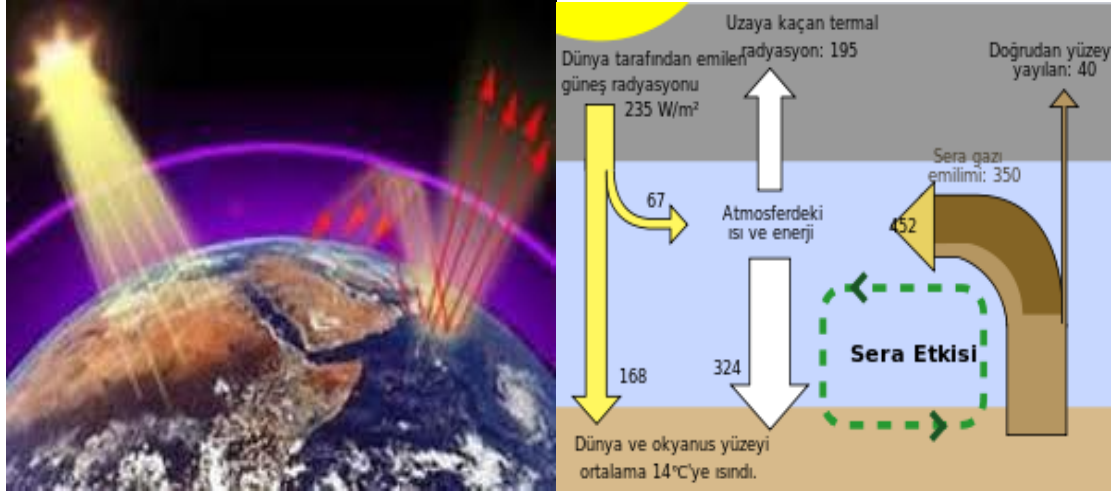 Uzaya kaçan termal
radyasyon: 195
Dünya tarafından emilen
güneş radyasyonu
235 W/m²
Doğrudan yüzey
yayılan: 40
Sera gazı
emilimi: 350
67
Atmosferdeki
ısı ve enerji
452
Sera Etkisi
324
168
Dünya ve okyanus yüzeyi
ortalama 14°C'ye ısındı.